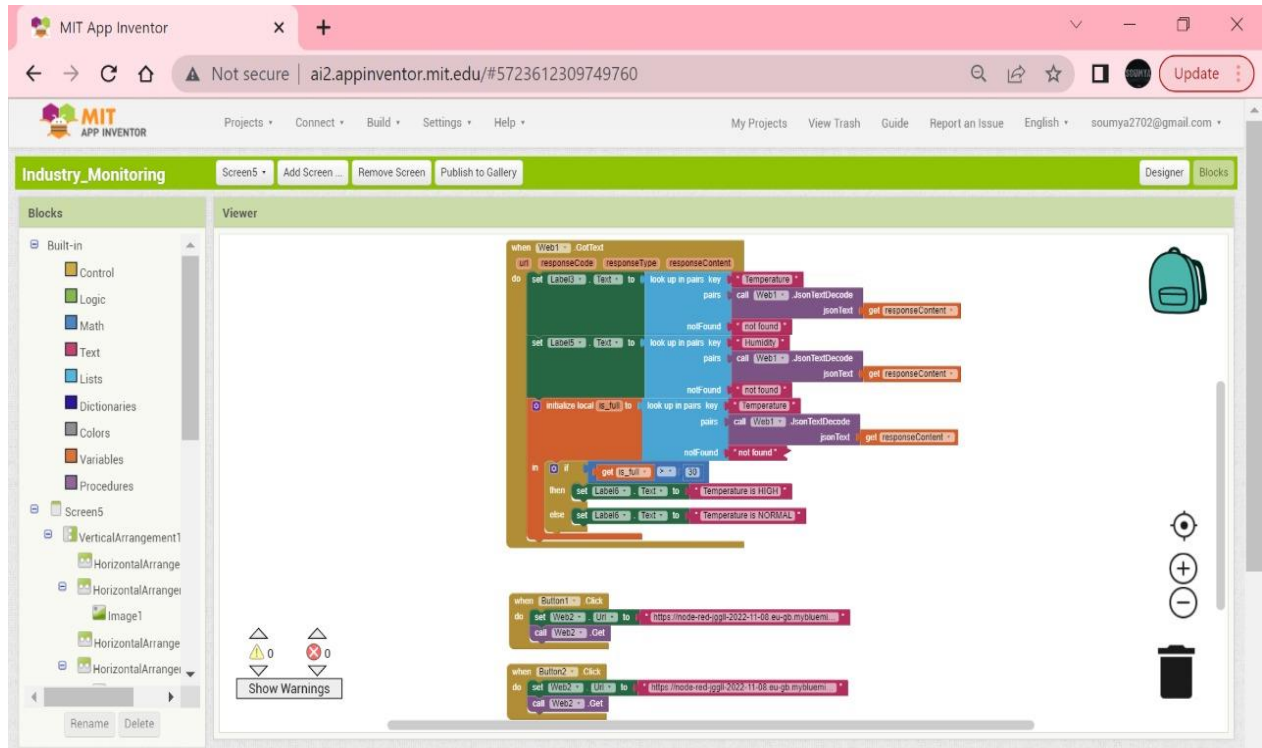 MIT App Inventor
Not secure | ai2.appinventor.mit.edu/#5723612309749760
SOUMYA
Update
MIT
APP INVENTOR
Projects Connect Build Settings Help My Projects View Trash Guide Report an Issue English soumya2702@gmail.com
Industry_Monitoring Screen5 Add Screen ... Remove Screen Publish to Gallery Designer Blocks
Blocks Viewer
Built-in
Control
Logic
Math
Text
Lists
Dictionaries
Colors
Variables
Procedures
Screen5
VerticalArrangement1
HorizontalArrange
HorizontalArranger
Image1
HorizontalArrange
HorizontalArranger
Rename Delete
when Web1 .GotText
url responseCode responseType responseContent
do set Label3 . Text to look up in pairs key " Temperature "
pairs call Web1 .JsonTextDecode
jsonText get responseContent
notFound " not found "
set Label5 . Text to look up in pairs key " Humidity "
pairs call Web1 .JsonTextDecode
jsonText get responseContent
notFound " not found "
initialize local is_full to look up in pairs key " Temperature "
pairs call Web1 .JsonTextDecode
jsonText get responseContent
notFound " not found "
in if get is_full > 30
then set Label6 . Text to " Temperature is HIGH "
else set Label6 . Text to " Temperature is NORMAL "
when Button1 .Click
do set Web2 . Url to " https://node-red-jggll-2022-11-08.eu-gb.mybluemi... "
call Web2 .Get
when Button2 .Click
do set Web2 . Url to " https://node-red-jggll-2022-11-08.eu-gb.mybluemi... "
call Web2 .Get
0 0
Show Warnings